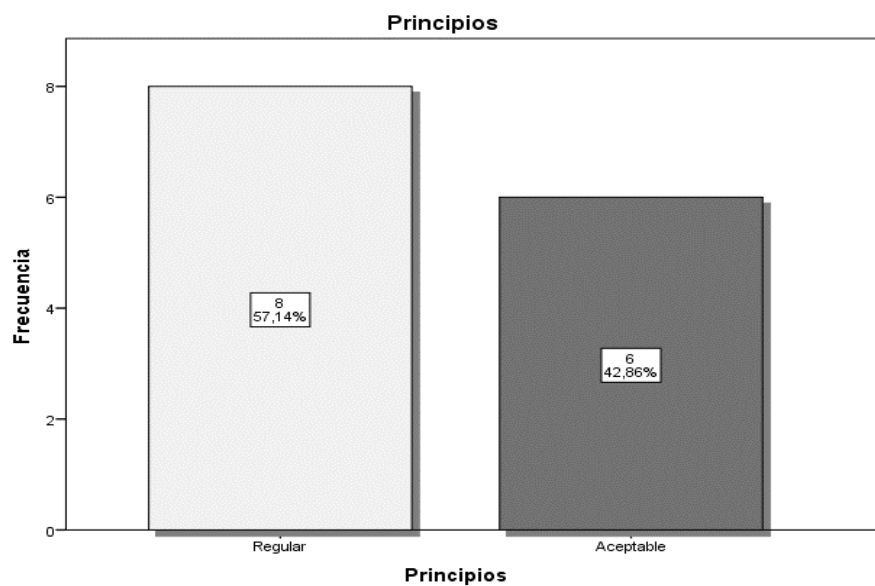 Principios
Frecuencia
8
6
4
2
0
8
57,14%
6
42,86%
Regular
Aceptable
Principios